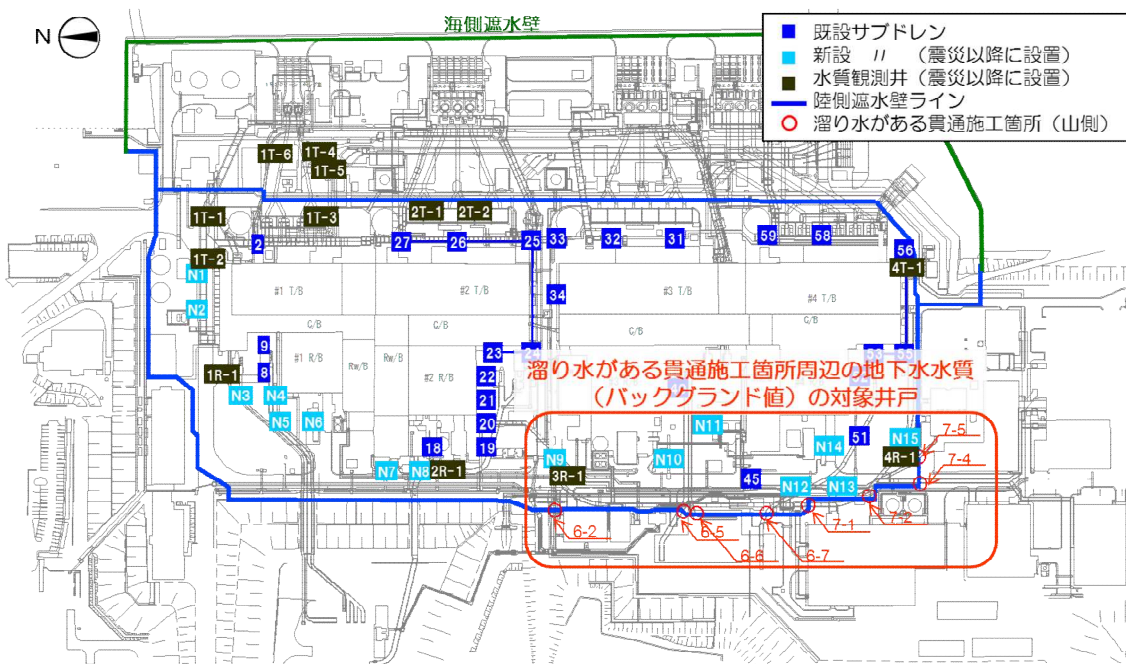 海側遮水壁
N
既設サブドレン
新設 〃 （震災以降に設置）
水質観測井（震災以降に設置）
陸側遮水壁ライン
溜り水がある貫通施工箇所（山側）
1T-6
1T-4
1T-5
1T-1
1T-3
2T-1
2T-2
2
27
26
25
33
32
31
59
58
56
1T-2
4T-1
N1
N2
34
#1 T/B
#2 T/B
#3 T/B
#4 T/B
G/B
G/B
G/B
G/B
9
8
#1 R/B
Rw/B
Rw/B
#2 R/B
23
53
55
1R-1
N3
N4
22
21
溜り水がある貫通施工箇所周辺の地下水水質
（バックグランド値）の対象井戸
N5
N6
20
N11
18
19
N14
51
N15
7-5
N7
N8
2R-1
N9
3R-1
N10
45
4R-1
7-4
N12
N13
6-2
6-5
7-1
7-2
6-6
6-7